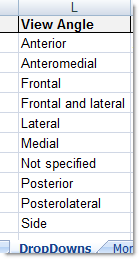 L
View Angle
Anterior
Anteromedial
Frontal
Frontal and lateral
Lateral
Medial
Not specified
Posterior
Posterolateral
Side
DropDowns Mor